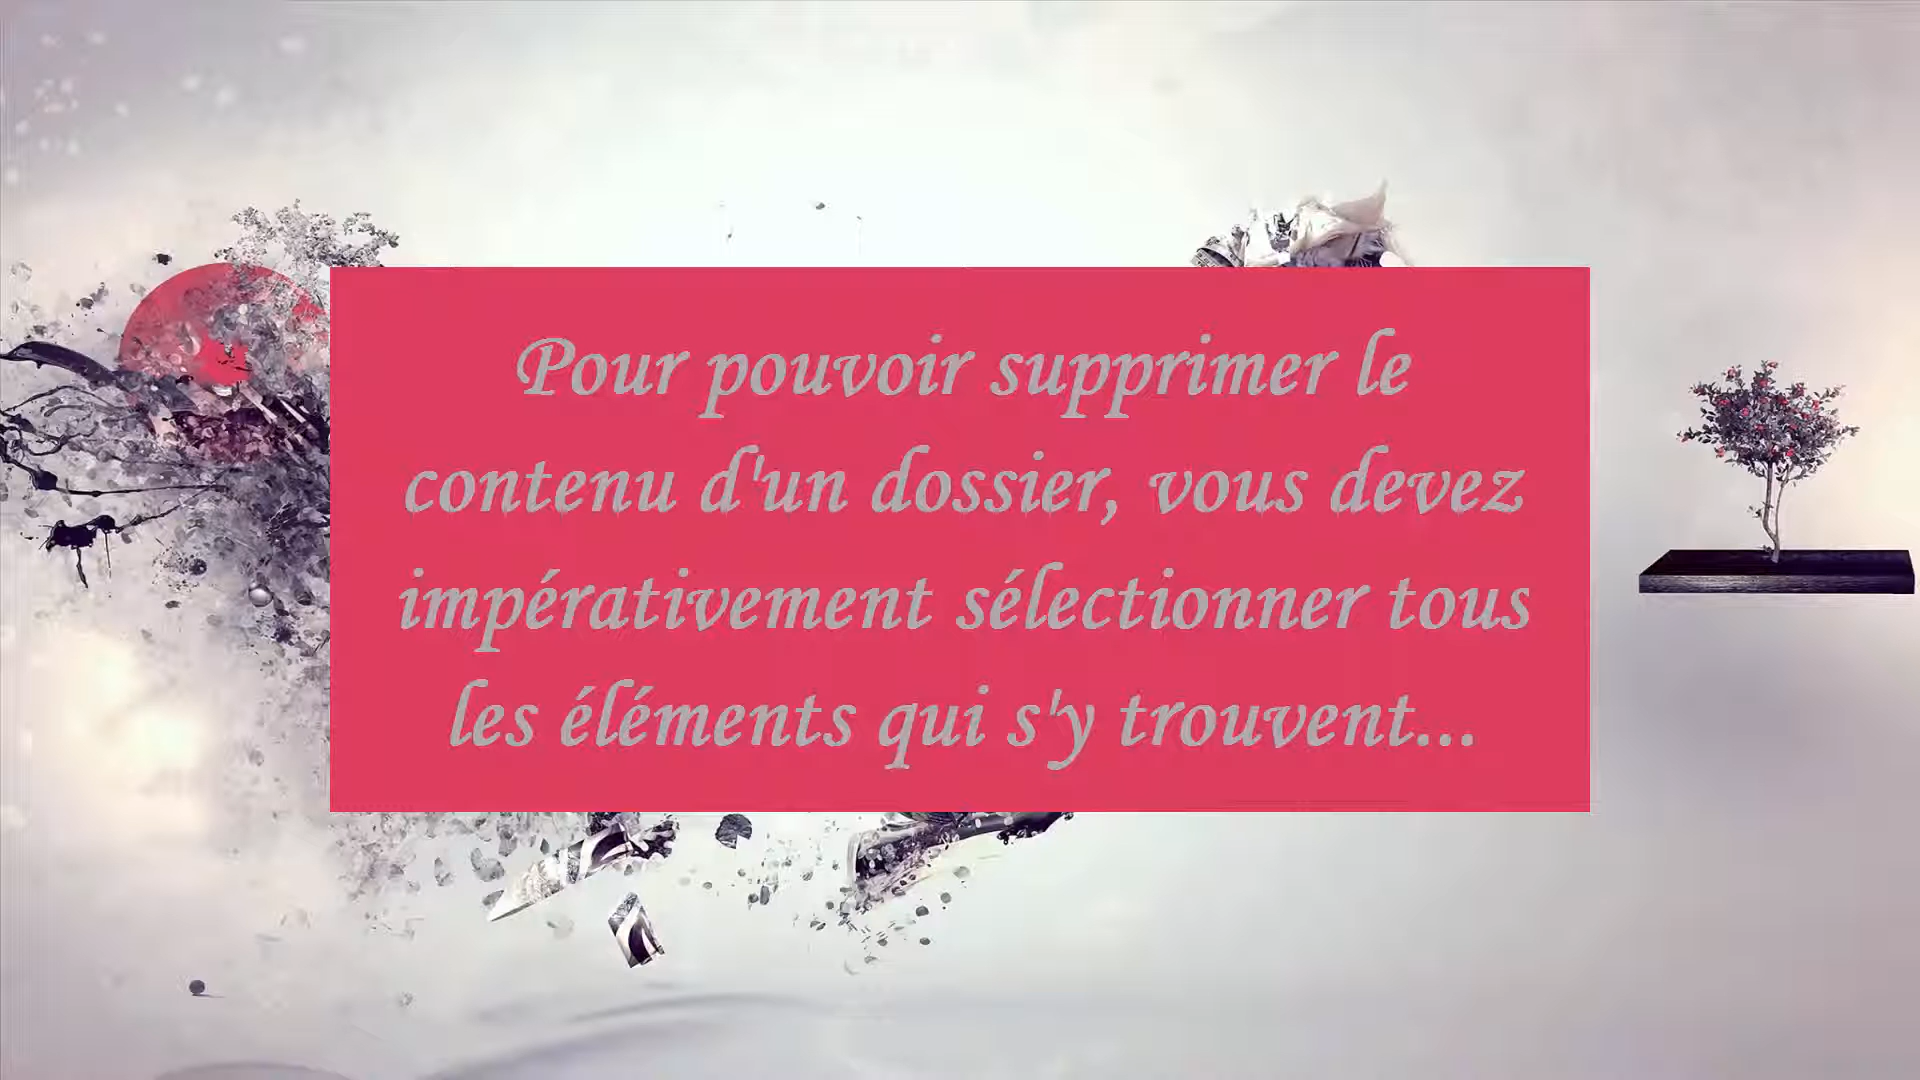 Pour pouvoir supprimer le
contenu d'un dossier, vous devez
impérativement sélectionner tous
les éléments qui s'y trouvent...